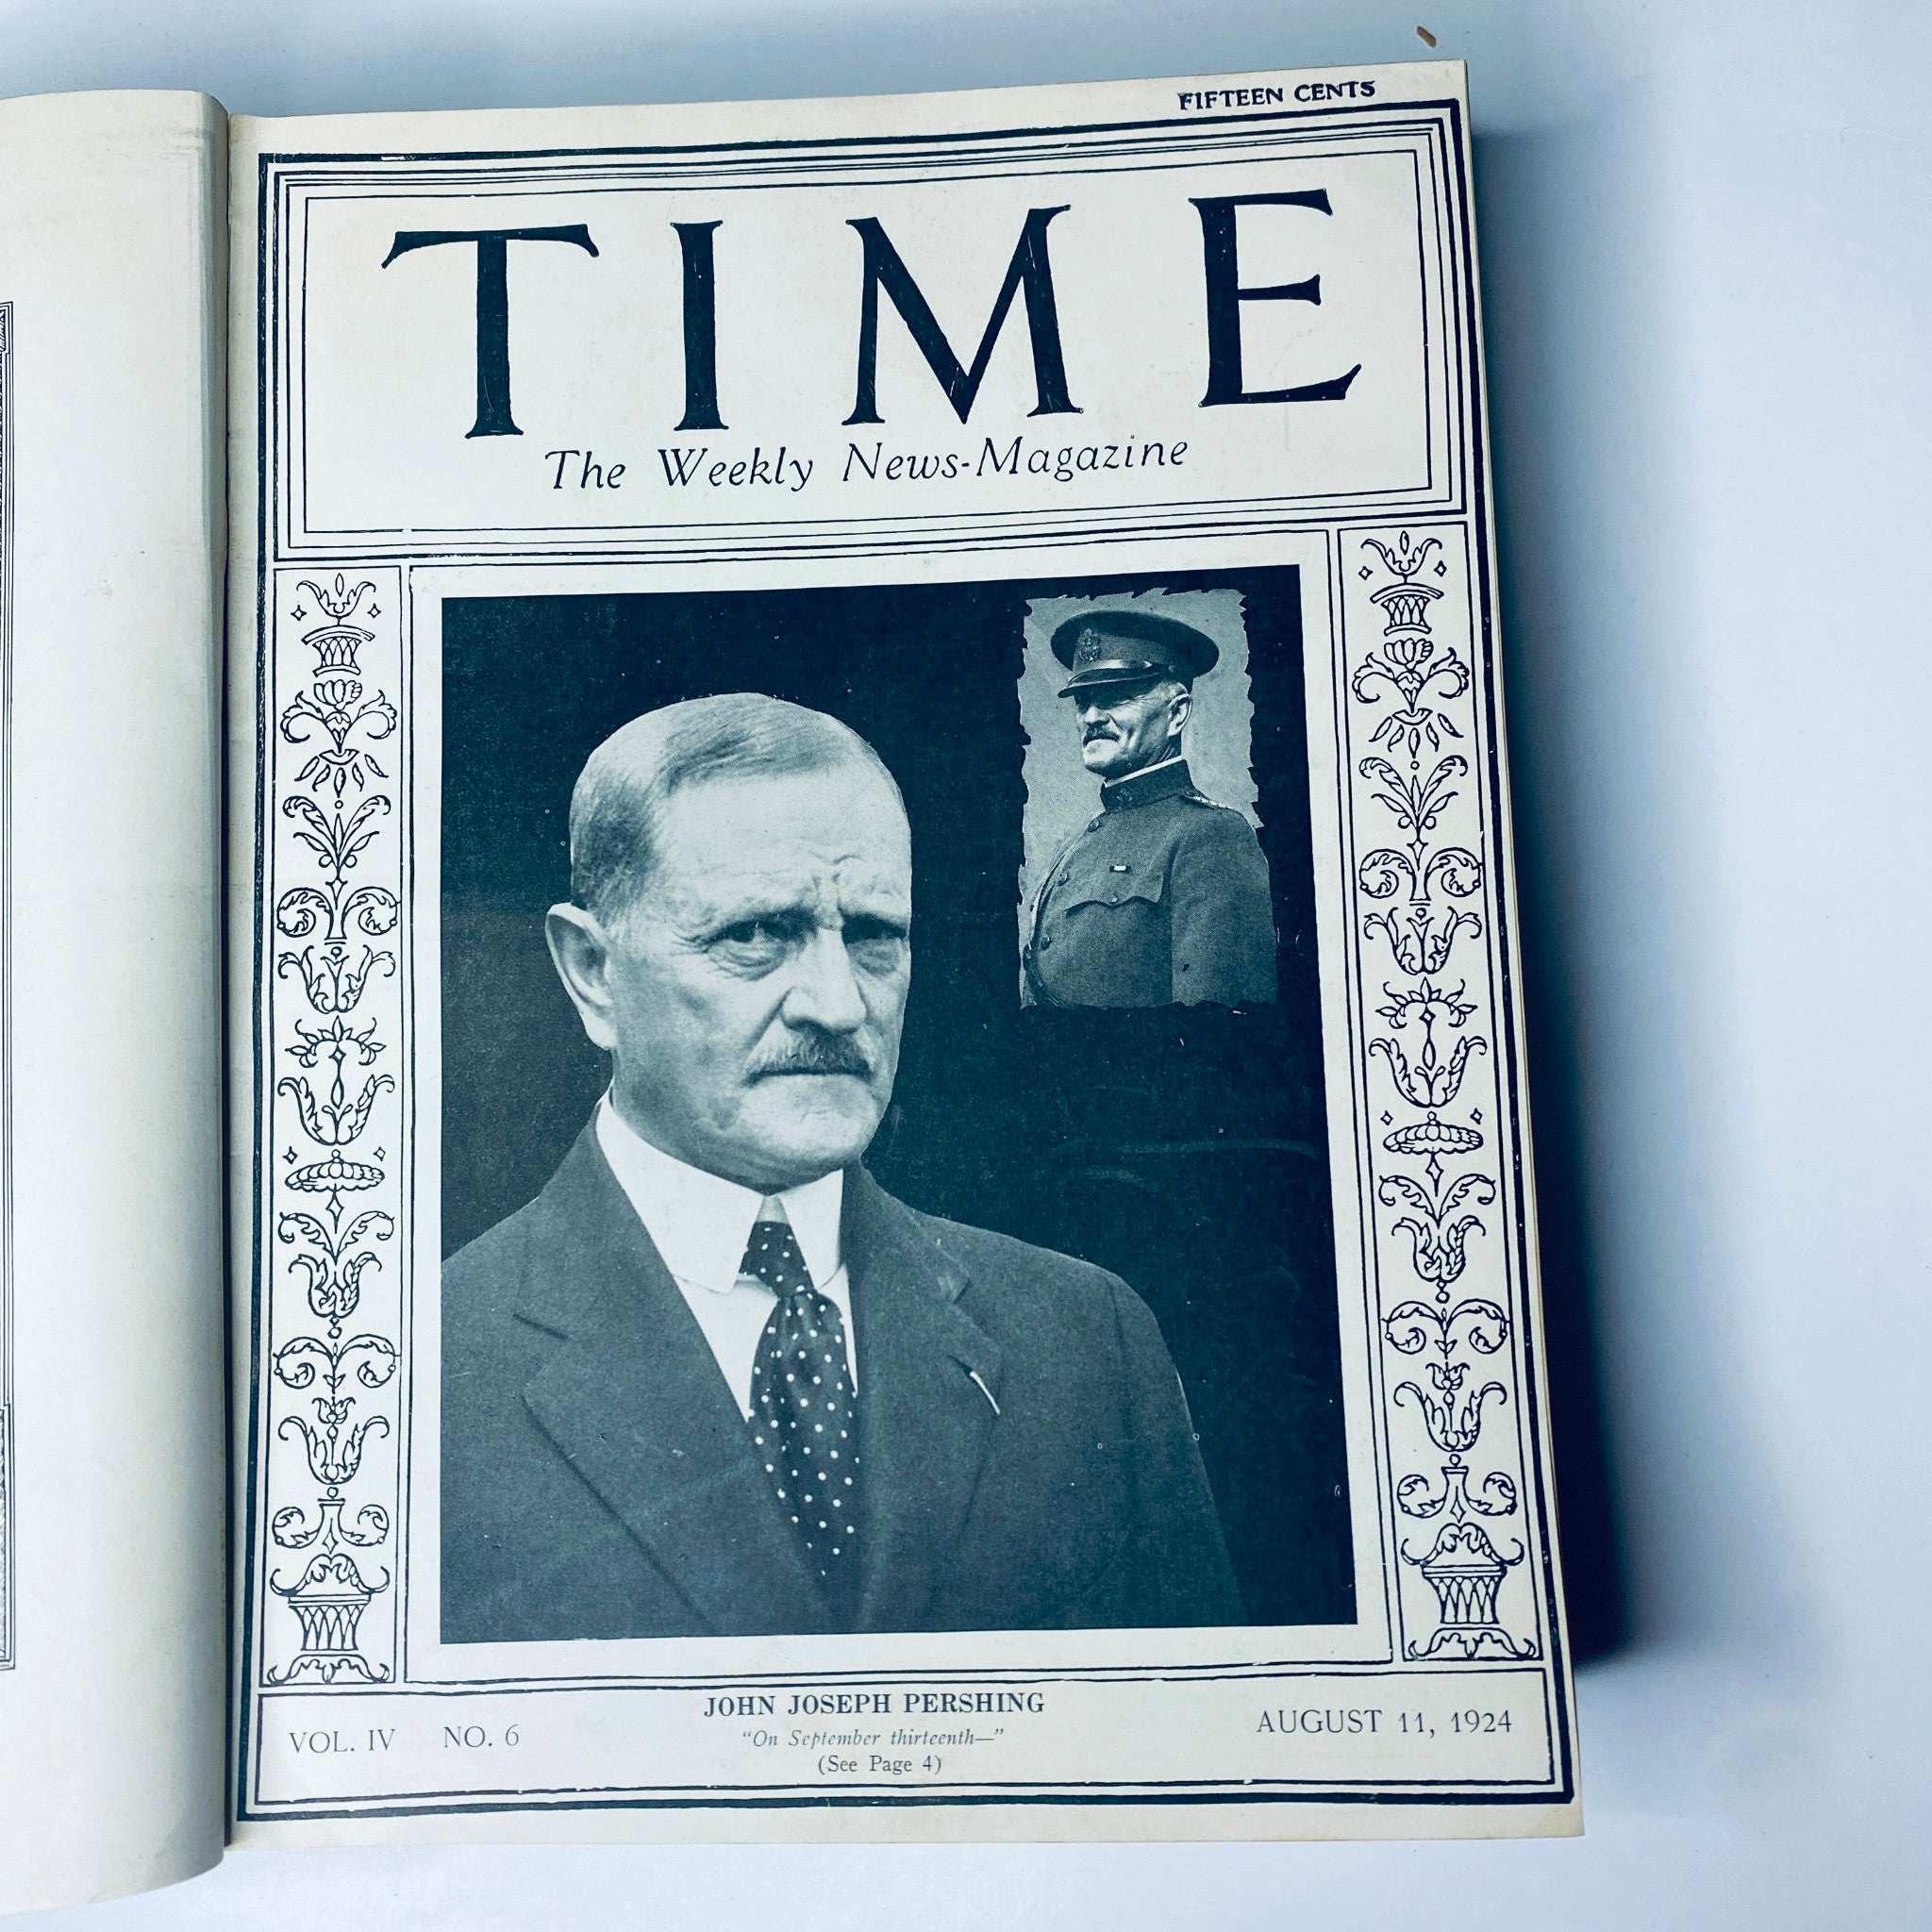 FIFTEEN CENTS
TIME
The Weekly News-Magazine
JOHN JOSEPH PERSHING
VOL. IV NO. 6
"On September thirteenth—"
AUGUST 11, 1924
(See Page 4)